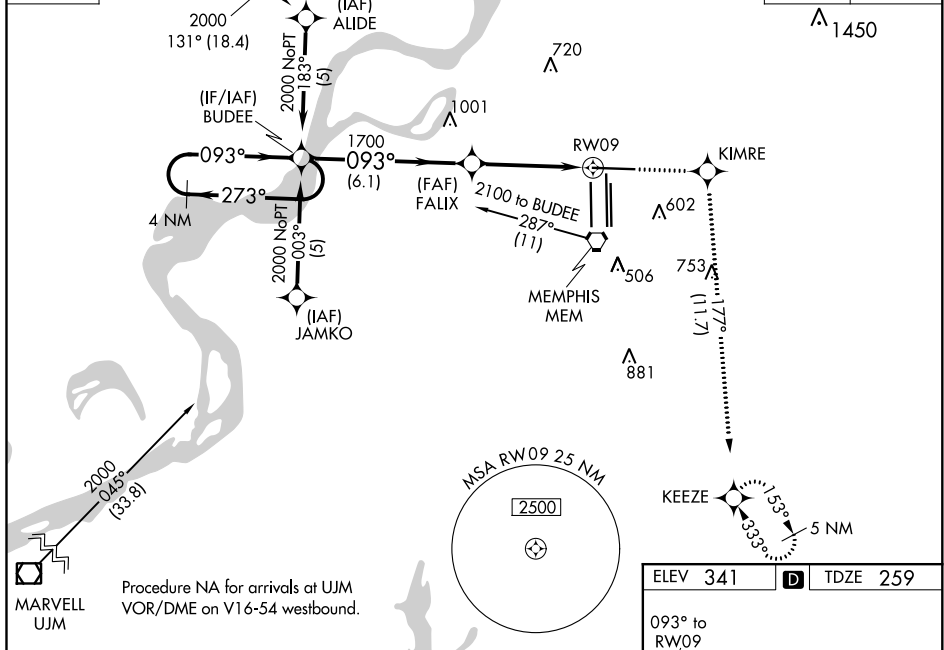 (IAF)
ALIDE
2000
131° (18.4)
1450
2000 NoPT
183°
(5)
720
(IF/IAF)
BUDEE
1001
RW09
KIMRE
093°
1700
093°
(6.1)
(FAF)
FALIX
273°
4 NM
2100 to BUDEE
287°
(11)
602
2000 NoPT
003°
(5)
506
753
MEMPHIS
MEM
177°
(11.7)
(IAF)
JAMKO
881
2000
045°
(33.8)
MSA RW09 25 NM
2500
KEEZE
153°
333°
5 NM
MARVELL
UJM
Procedure NA for arrivals at UJM
VOR/DME on V16-54 westbound.
ELEV 341 D TDZE 259
093° to
RW09